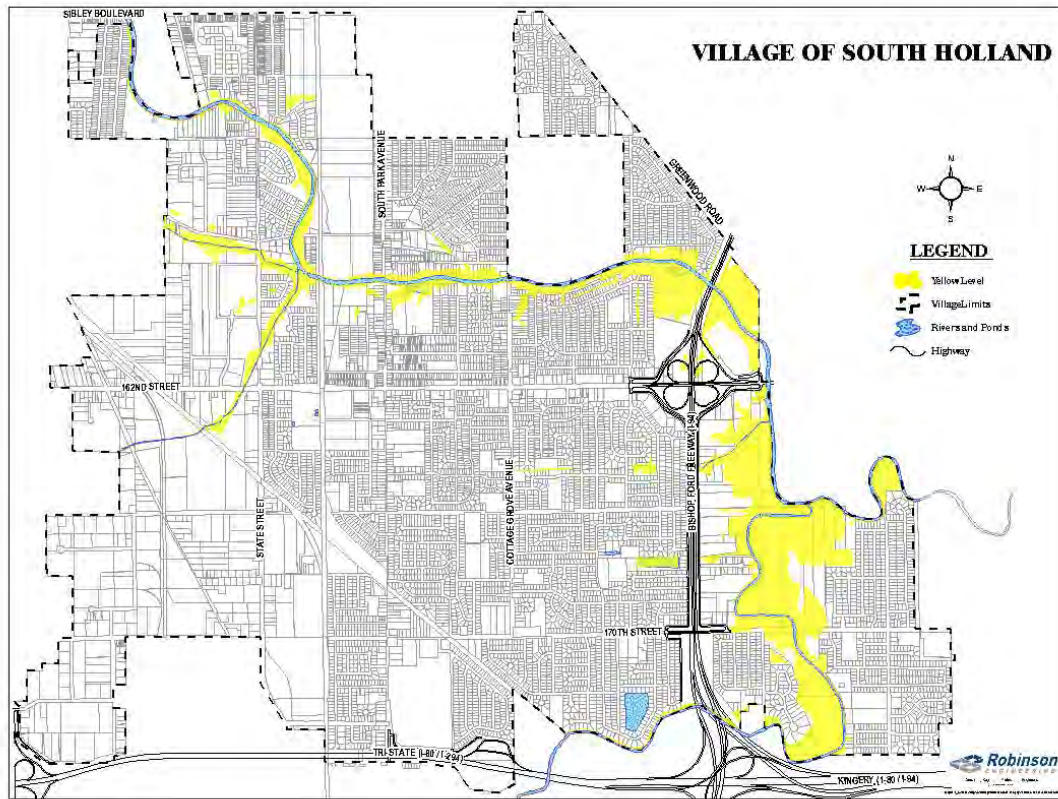 SIBLEY BOULEVARD
VILLAGE OF SOUTH HOLLAND
SOUTH PARK AVENUE
GREENWOOD ROAD
N
W E
S
LEGEND
Yellow Level
Village Limits
Rivers and Ponds
Highway
162ND STREET
BISHOP FORD FREEWAY (I-94)
COTTAGE GROVE AVENUE
STATE STREET
170TH STREET
TRI-STATE (I-80 / I-294)
KINGERY (I-80 / I-94)
Robinson
ENGINEERING